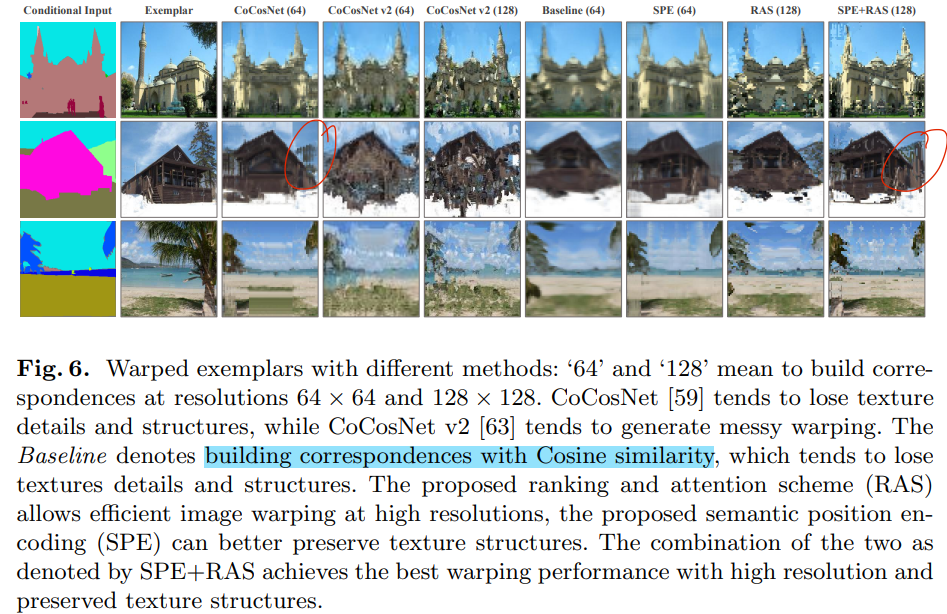 Conditional Input Exemplar CoCosNet (64) CoCosNet v2 (64) CoCosNet v2 (128) Baseline (64) SPE (64) RAS (128) SPE+RAS (128)
Fig. 6. Warped exemplars with different methods: ‘64’ and ‘128’ mean to build corre-
spondences at resolutions 64 × 64 and 128 × 128. CoCosNet [59] tends to lose texture
details and structures, while CoCosNet v2 [63] tends to generate messy warping. The
Baseline denotes building correspondences with Cosine similarity, which tends to lose
textures details and structures. The proposed ranking and attention scheme (RAS)
allows efficient image warping at high resolutions, the proposed semantic position en-
coding (SPE) can better preserve texture structures. The combination of the two as
denoted by SPE+RAS achieves the best warping performance with high resolution and
preserved texture structures.